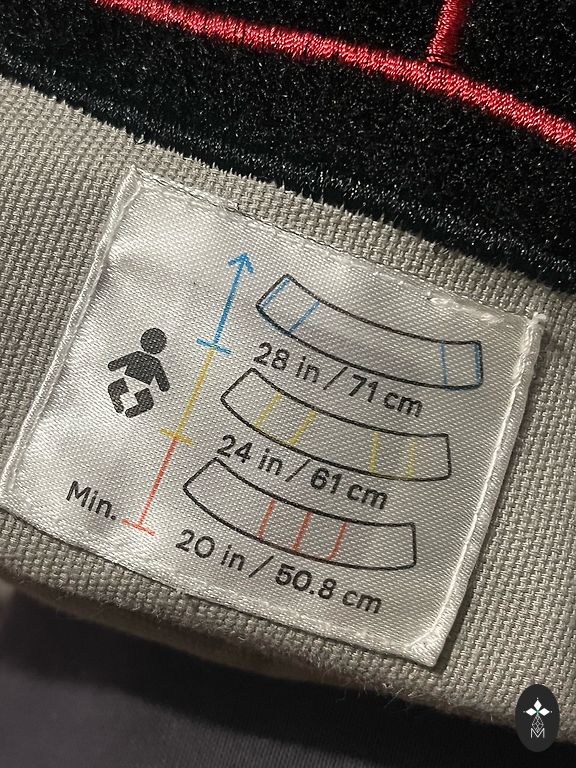 28 in / 71 cm
24 in / 61 cm
Min.
20 in / 50.8 cm